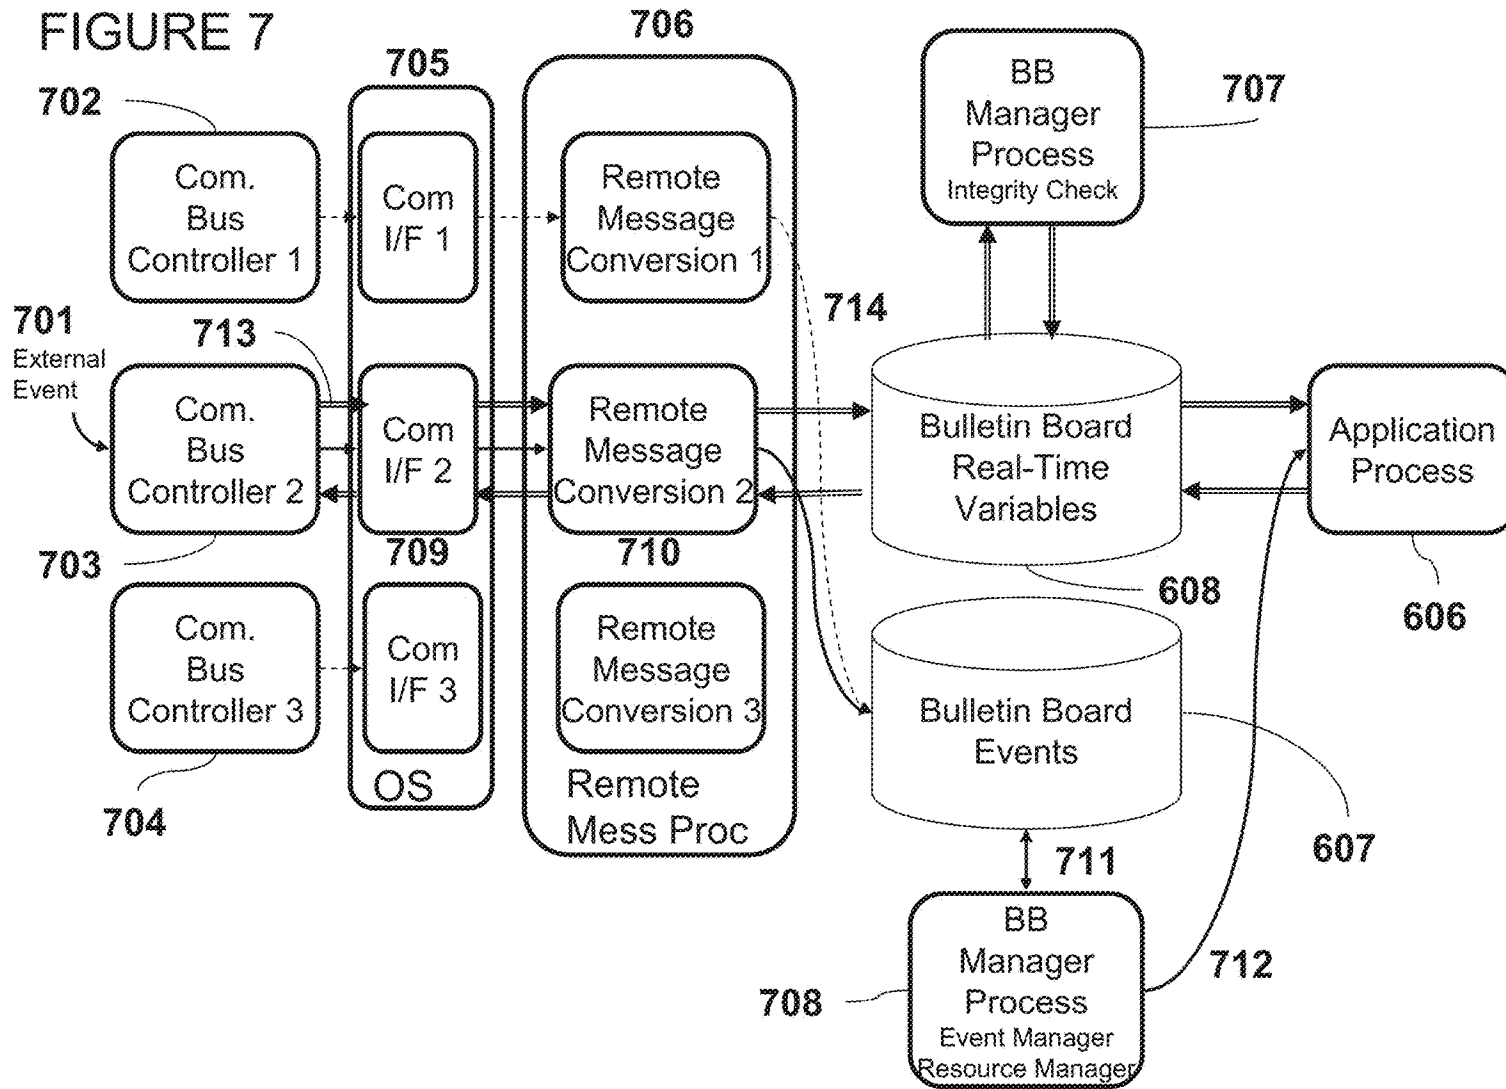 FIGURE 7
706
705
702
707
BB
Manager
Process
Integrity Check
Com.
Bus
Controller 1
Com
I/F 1
Remote
Message
Conversion 1
701
External
Event
713
714
Com.
Bus
Controller 2
Com
I/F 2
Remote
Message
Conversion 2
Bulletin Board
Real-Time
Variables
Application
Process
703
709
710
608
606
Com.
Bus
Controller 3
Com
I/F 3
Remote
Message
Conversion 3
Bulletin Board
Events
704
OS
Remote
Mess Proc
607
711
BB
Manager
Process
Event Manager
Resource Manager
708
712